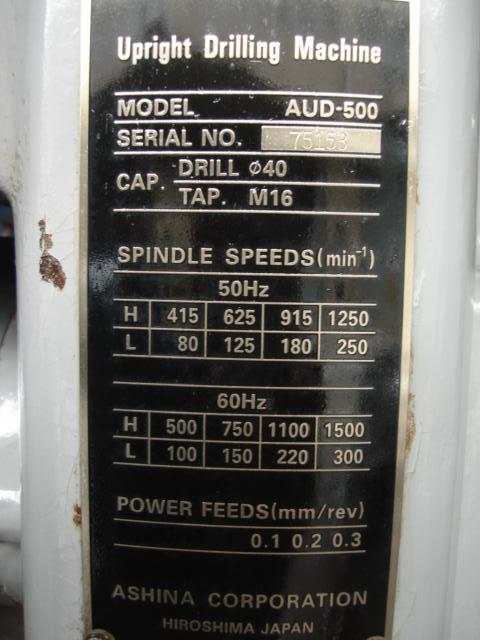 Upright Drilling Machine
MODEL AUD-500
SERIAL NO. 75153
CAP. DRILL ø40
TAP. M16
SPINDLE SPEEDS(min⁻¹)
50Hz
H 415 625 915 1250
L 80 125 180 250
60Hz
H 500 750 1100 1500
L 100 150 220 300
POWER FEEDS(mm/rev)
0.1 0.2 0.3
ASHINA CORPORATION
HIROSHIMA JAPAN